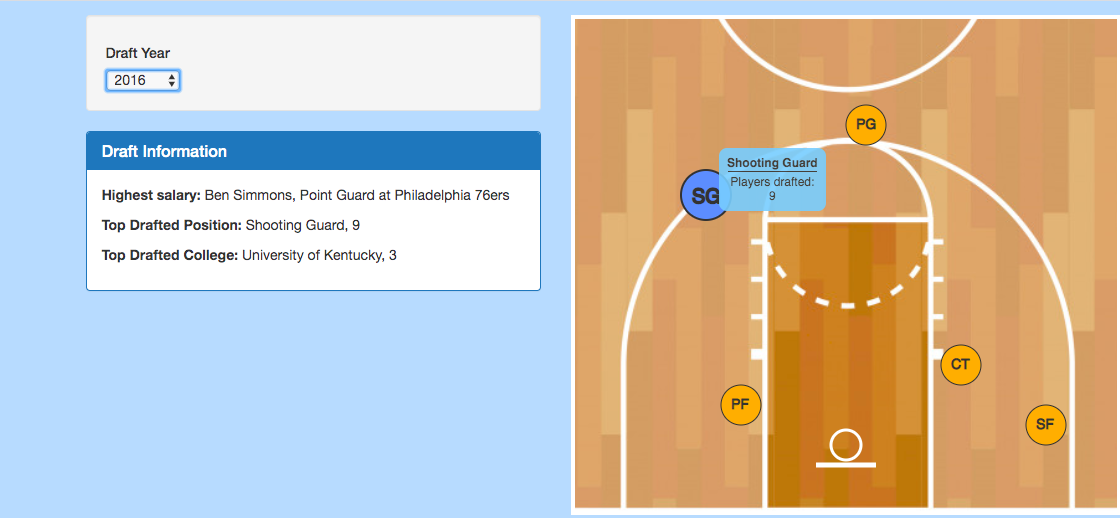 Draft Year
2016
Draft Information
Highest salary: Ben Simmons, Point Guard at Philadelphia 76ers
Top Drafted Position: Shooting Guard, 9
Top Drafted College: University of Kentucky, 3
PG
SG
Shooting Guard
Players drafted:
9
CT
PF
SF